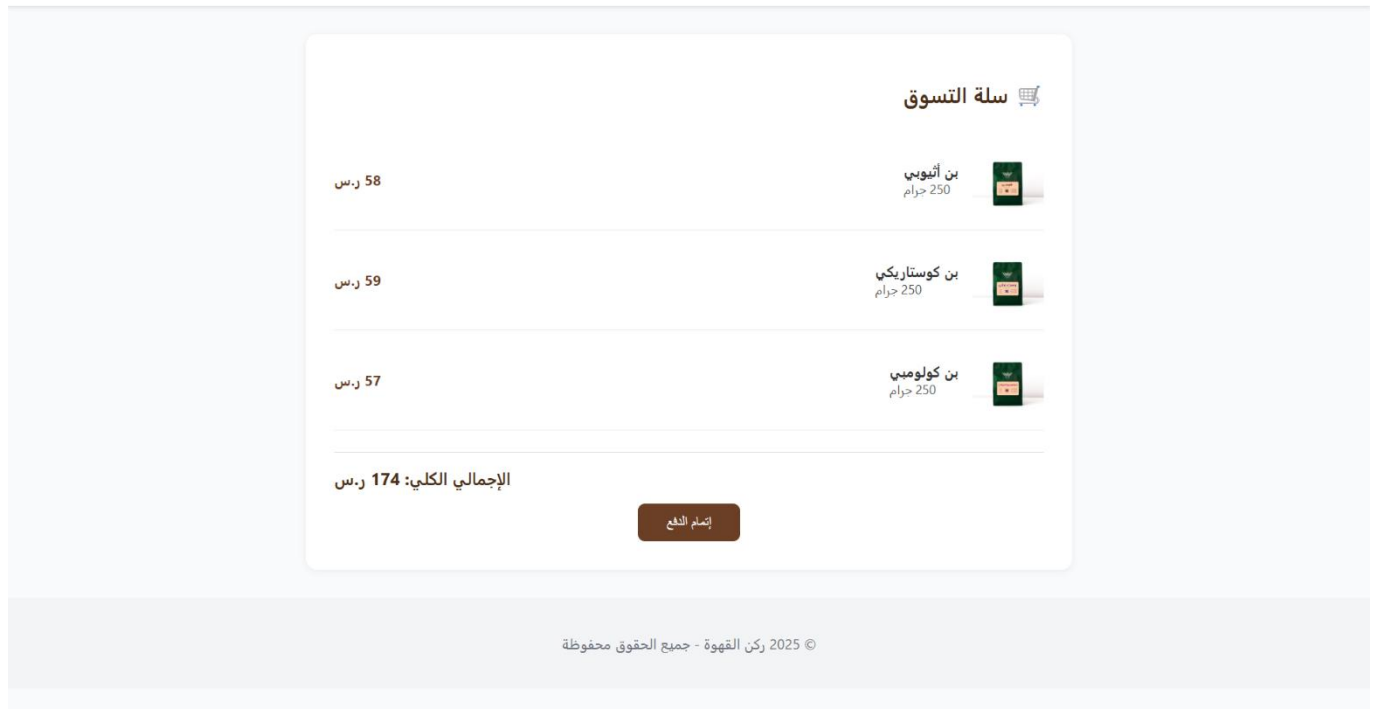 🛒 سلة التسوق
بن أثيوبي
250 جرام
58 ر.س
بن كوستاريكي
250 جرام
59 ر.س
بن كولومبي
250 جرام
57 ر.س
الإجمالي الكلي: 174 ر.س
إتمام الدفع
© 2025 ركن القهوة - جميع الحقوق محفوظة